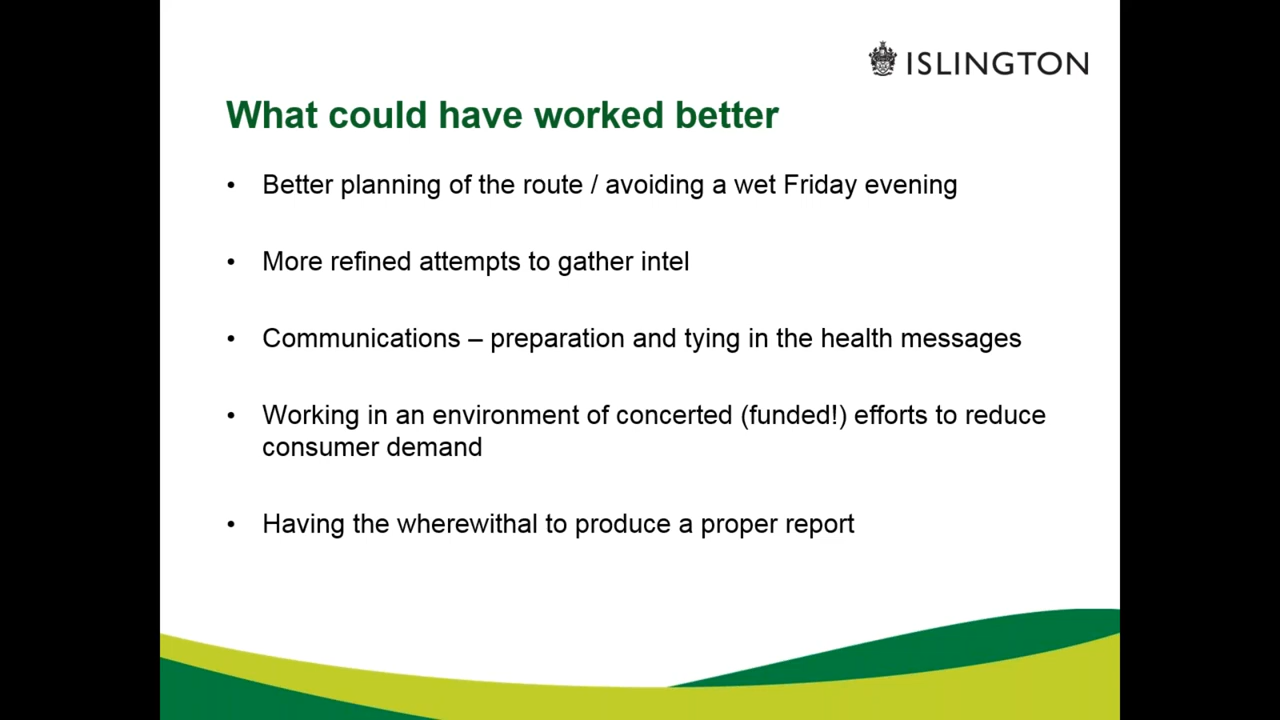 ISLINGTON
What could have worked better
• Better planning of the route / avoiding a wet Friday evening
• More refined attempts to gather intel
• Communications – preparation and tying in the health messages
• Working in an environment of concerted (funded!) efforts to reduce
consumer demand
• Having the wherewithal to produce a proper report